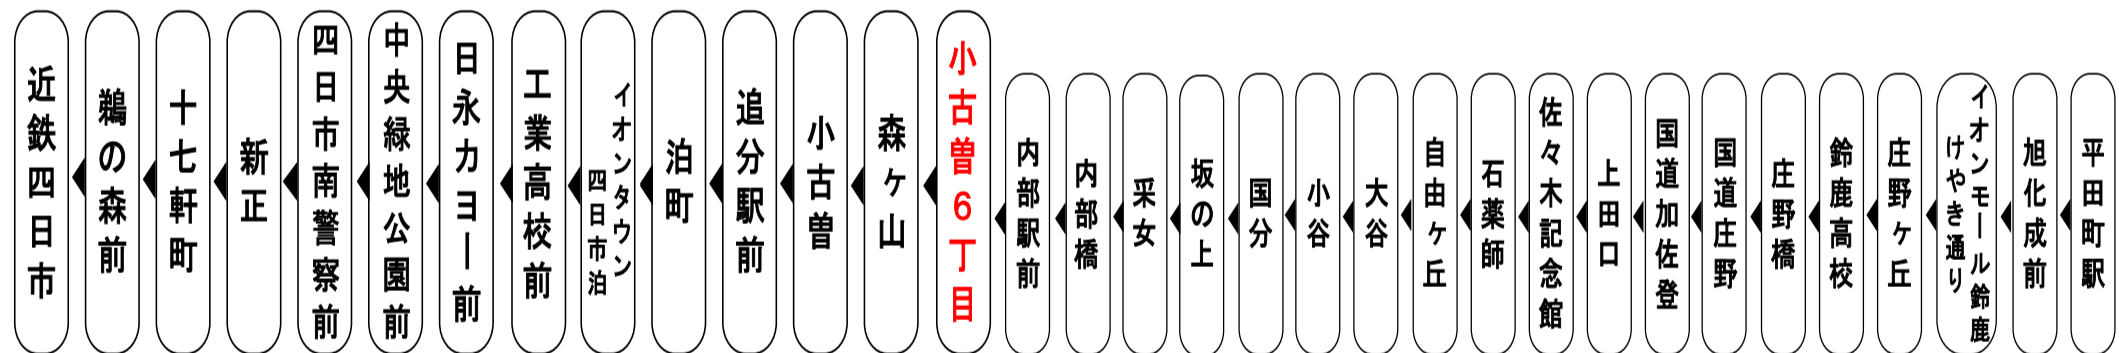 近鉄四日市
鵜の森前
十七軒町
新正
四日市南警察前
中央緑地公園前
日永カヨー前
工業高校前
イオンタウン
四日市泊
泊町
追分駅前
小古曽
森ヶ山
小古曽6丁目
内部駅前
内部橋
采女
坂の上
国分
小谷
大谷
自由ヶ丘
石薬師
佐々木記念館
上田口
国道加佐登
国道庄野
庄野橋
鈴鹿高校
庄野ヶ丘
イオンモール鈴鹿
けやき通り
旭化成前
平田町駅